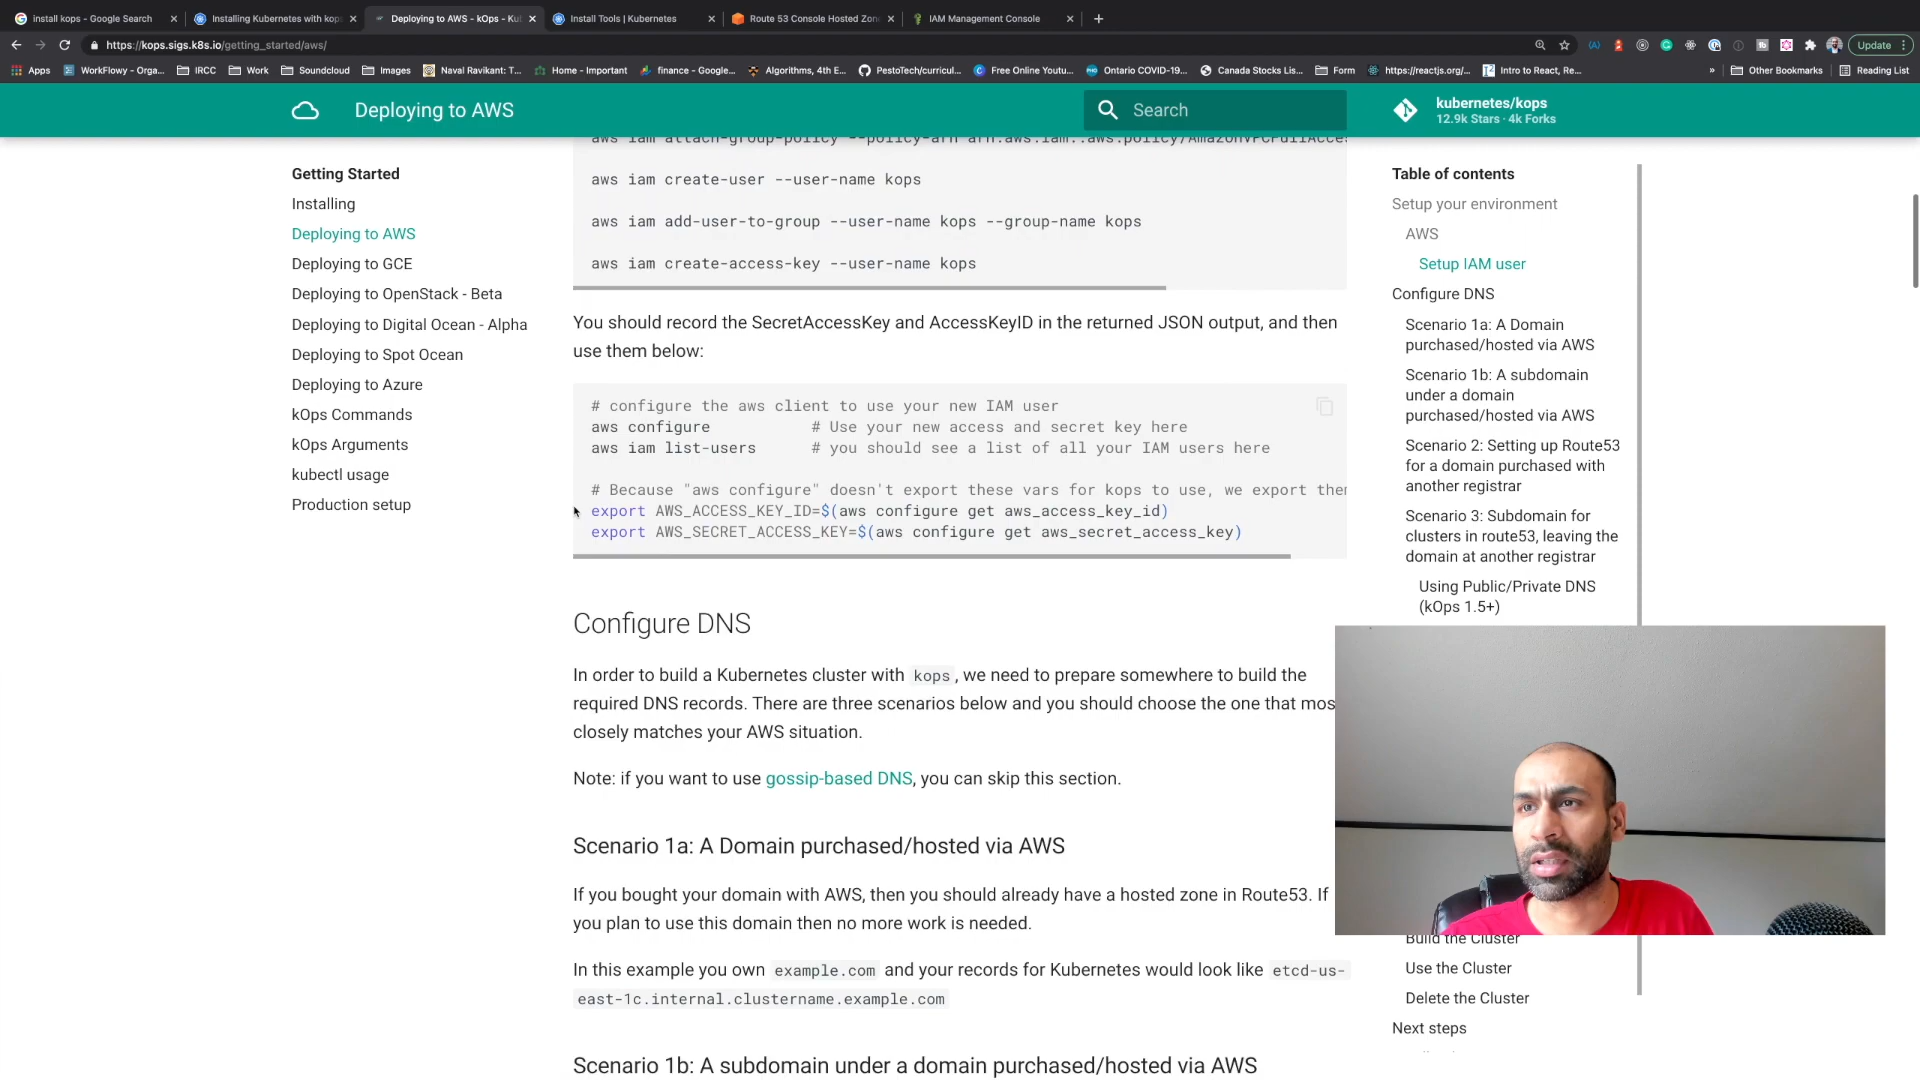 install kops - Google Search
Installing Kubernetes with kops
Deploying to AWS - kOps - Ku
Install Tools | Kubernetes
Route 53 Console Hosted Zon
IAM Management Console
https://kops.sigs.k8s.io/getting_started/aws/
Update
Apps
WorkFlowy - Orga...
IRCC
Work
Soundcloud
Images
Naval Ravikant: T...
Home - Important
finance - Google...
Algorithms, 4th E...
PestoTech/curricul...
Free Online Youtu...
Ontario COVID-19...
Canada Stocks Lis...
Form
https://reactjs.org/...
Intro to React, Re...
»
Other Bookmarks
Reading List
Deploying to AWS
Search
kubernetes/kops
12.9k Stars · 4k Forks
Getting Started
Installing
Deploying to AWS
Deploying to GCE
Deploying to OpenStack - Beta
Deploying to Digital Ocean - Alpha
Deploying to Spot Ocean
Deploying to Azure
kOps Commands
kOps Arguments
kubectl usage
Production setup
aws iam attach-group-policy --policy-arn arn:aws:iam::aws:policy/AmazonVPCFullAcces
aws iam create-user --user-name kops
aws iam add-user-to-group --user-name kops --group-name kops
aws iam create-access-key --user-name kops
You should record the SecretAccessKey and AccessKeyID in the returned JSON output, and then
use them below:
# configure the aws client to use your new IAM user
aws configure # Use your new access and secret key here
aws iam list-users # you should see a list of all your IAM users here
# Because "aws configure" doesn't export these vars for kops to use, we export them
export AWS_ACCESS_KEY_ID=$(aws configure get aws_access_key_id)
export AWS_SECRET_ACCESS_KEY=$(aws configure get aws_secret_access_key)
Configure DNS
In order to build a Kubernetes cluster with kops, we need to prepare somewhere to build the
required DNS records. There are three scenarios below and you should choose the one that mos
closely matches your AWS situation.
Note: if you want to use gossip-based DNS, you can skip this section.
Scenario 1a: A Domain purchased/hosted via AWS
If you bought your domain with AWS, then you should already have a hosted zone in Route53. If
you plan to use this domain then no more work is needed.
In this example you own example.com and your records for Kubernetes would look like etcd-us-
east-1c.internal.clustername.example.com
Scenario 1b: A subdomain under a domain purchased/hosted via AWS
Table of contents
Setup your environment
AWS
Setup IAM user
Configure DNS
Scenario 1a: A Domain
purchased/hosted via AWS
Scenario 1b: A subdomain
under a domain
purchased/hosted via AWS
Scenario 2: Setting up Route53
for a domain purchased with
another registrar
Scenario 3: Subdomain for
clusters in route53, leaving the
domain at another registrar
Using Public/Private DNS
(kOps 1.5+)
Build the Cluster
Use the Cluster
Delete the Cluster
Next steps